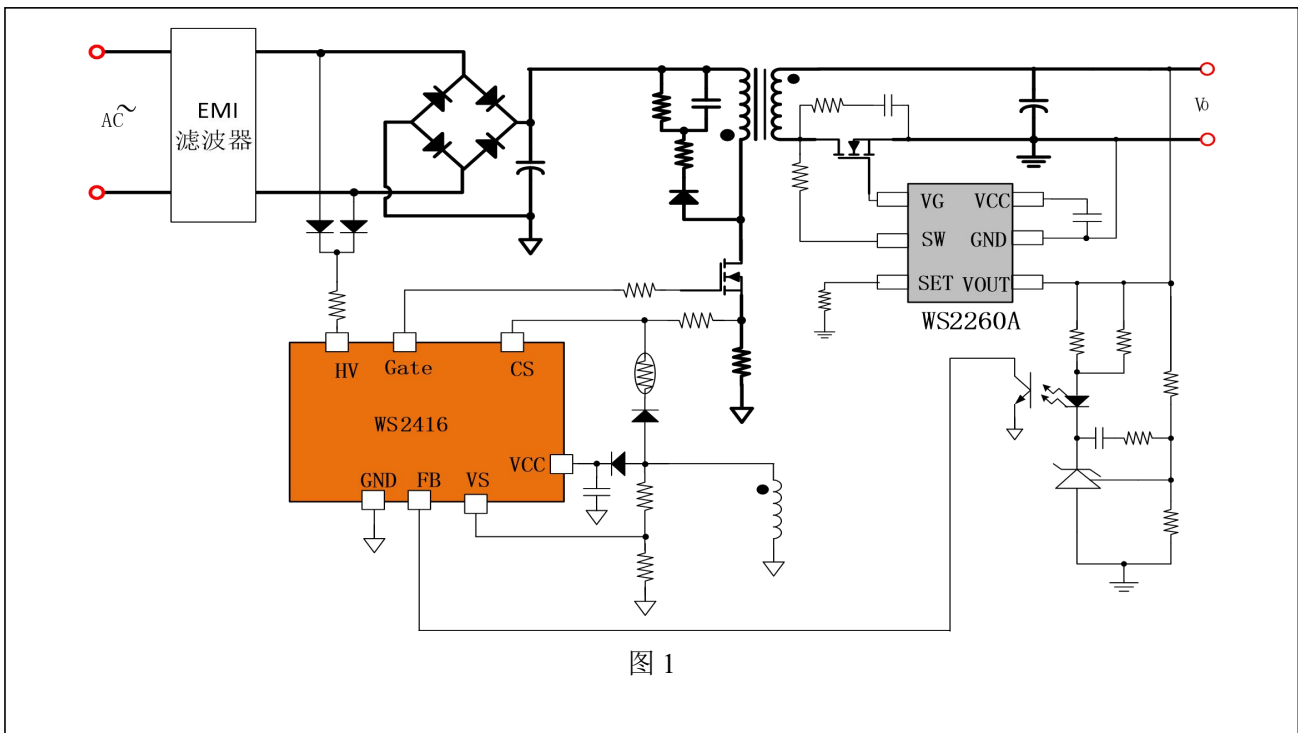 EMI
滤波器
AC~
Vo
VG VCC
SW GND
SET VOUT
WS2260A
HV Gate CS
WS2416
VCC
GND FB VS
图 1